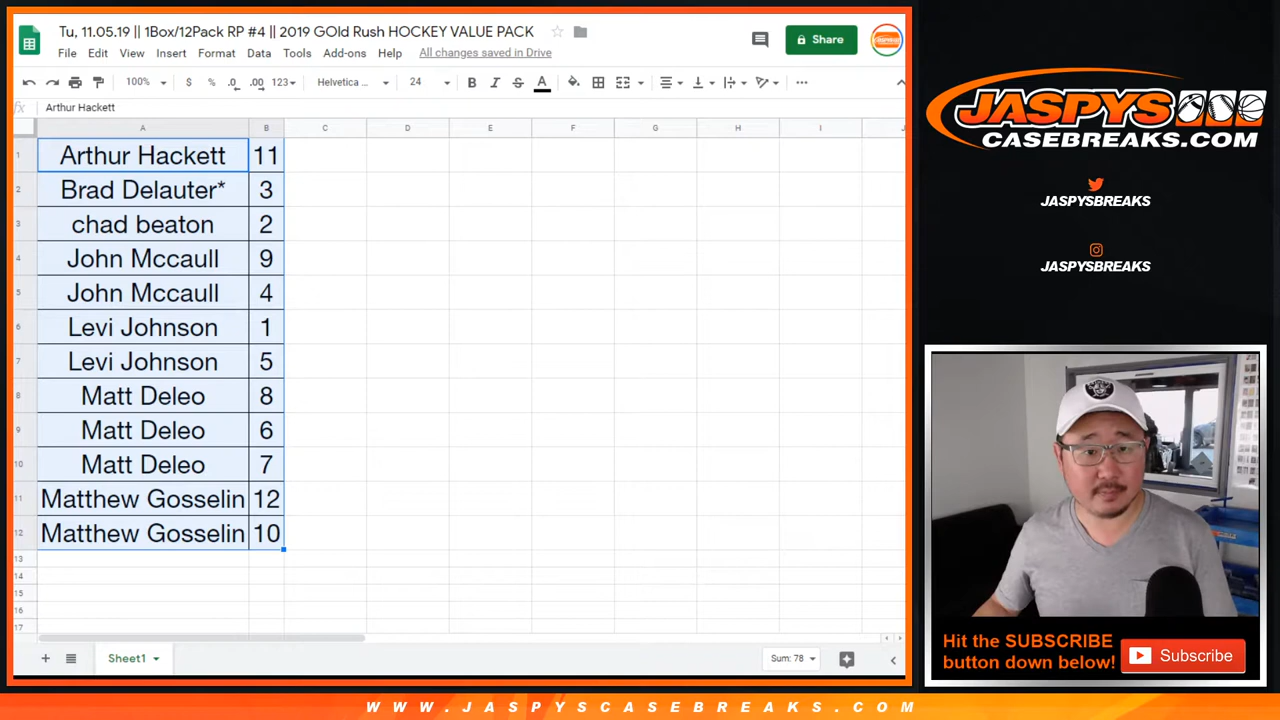 Tu, 11.05.19 || 1Box/12Pack RP #4 || 2019 GOld Rush HOCKEY VALUE PACK
File Edit View Insert Format Data Tools Add-ons Help All changes saved in Drive
Share
100% $ % .0 .00 123 Helvetica ... 24 B I S A
fx Arthur Hackett
A B C D E F G H I J
1 Arthur Hackett 11
2 Brad Delauter* 3
3 chad beaton 2
4 John Mccaull 9
5 John Mccaull 4
6 Levi Johnson 1
7 Levi Johnson 5
8 Matt Deleo 8
9 Matt Deleo 6
10 Matt Deleo 7
11 Matthew Gosselin 12
12 Matthew Gosselin 10
13
14
15
16
17
Sheet1
Sum: 78
JASPYS
CASEBREAKS.COM
JASPYSBREAKS
JASPYSBREAKS
Hit the SUBSCRIBE
button down below!
Subscribe
WWW.JASPYSCASEBREAKS.COM